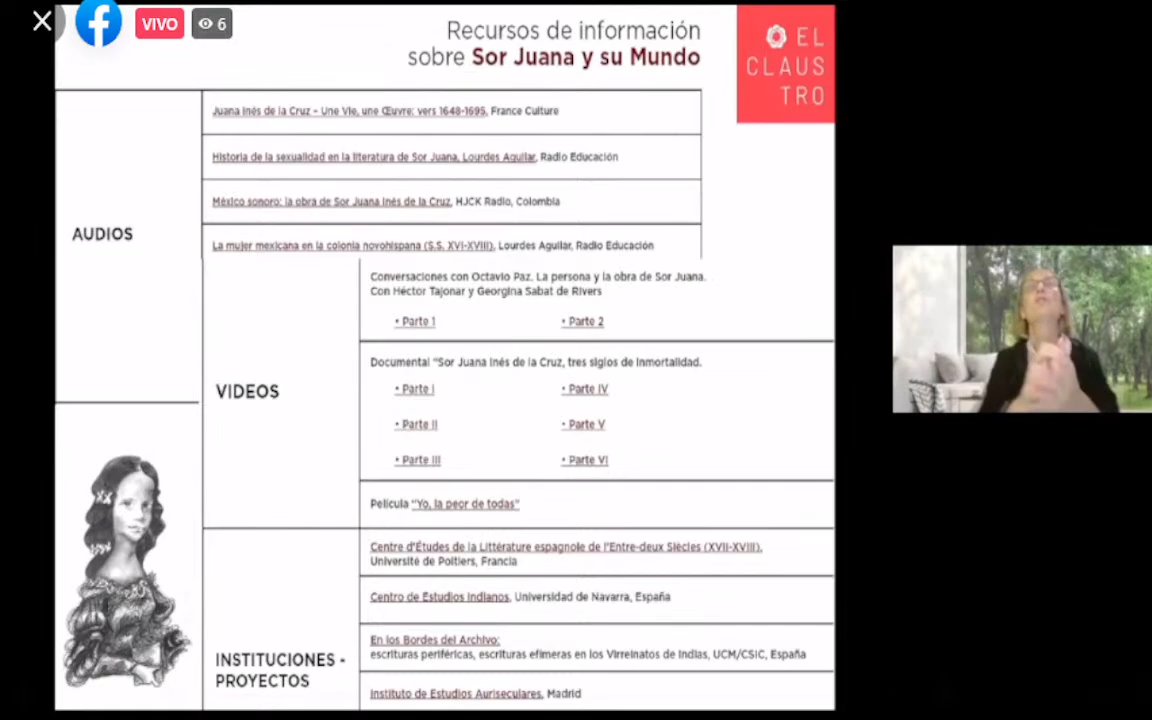 VIVO
6
Recursos de información
sobre Sor Juana y su Mundo
EL
CLAUS
TRO
AUDIOS
Juana Inés de la Cruz - Une Vie, une Œuvre: vers 1648-1695, France Culture
Historia de la sexualidad en la literatura de Sor Juana, Lourdes Aguilar, Radio Educación
México sonoro: la obra de Sor Juana Inés de la Cruz, HJCK Radio, Colombia
La mujer mexicana en la colonia novohispana (S.S. XVI-XVIII), Lourdes Aguilar, Radio Educación
VIDEOS
Conversaciones con Octavio Paz. La persona y la obra de Sor Juana.
Con Héctor Tajonar y Georgina Sabat de Rivers
• Parte 1
• Parte 2
Documental "Sor Juana Inés de la Cruz, tres siglos de inmortalidad.
• Parte I
• Parte IV
• Parte II
• Parte V
• Parte III
• Parte VI
Película "Yo, la peor de todas"
INSTITUCIONES -
PROYECTOS
Centre d'Études de la Littérature espagnole de l'Entre-deux Siècles (XVII-XVIII),
Université de Poitiers, Francia
Centro de Estudios Indianos, Universidad de Navarra, España
En los Bordes del Archivo:
escrituras periféricas, escrituras efímeras en los Virreinatos de Indias, UCM/CSIC, España
Instituto de Estudios Auriseculares, Madrid